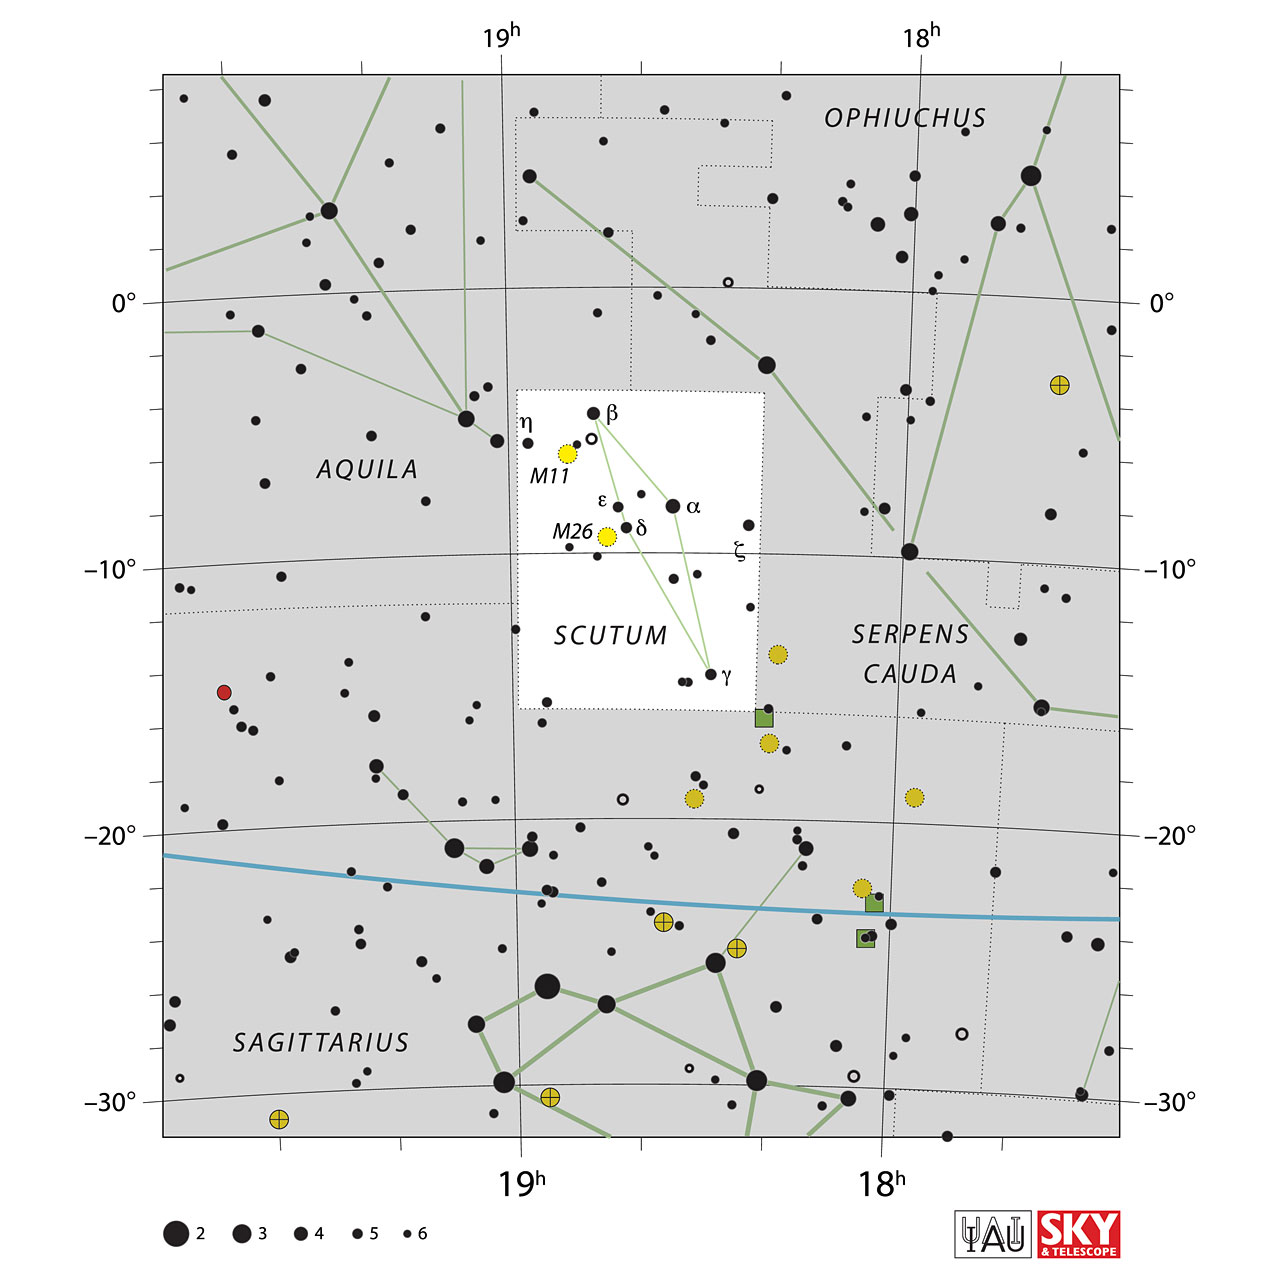 19h 18h
OPHIUCHUS
0° 0°
β
η
M11
AQUILA
ε α
M26 δ
ζ
–10° –10°
SCUTUM
SERPENS
CAUDA
γ
–20° –20°
SAGITTARIUS
–30° –30°
19h 18h
2 3 4 5 6
IAU
SKY
& TELESCOPE